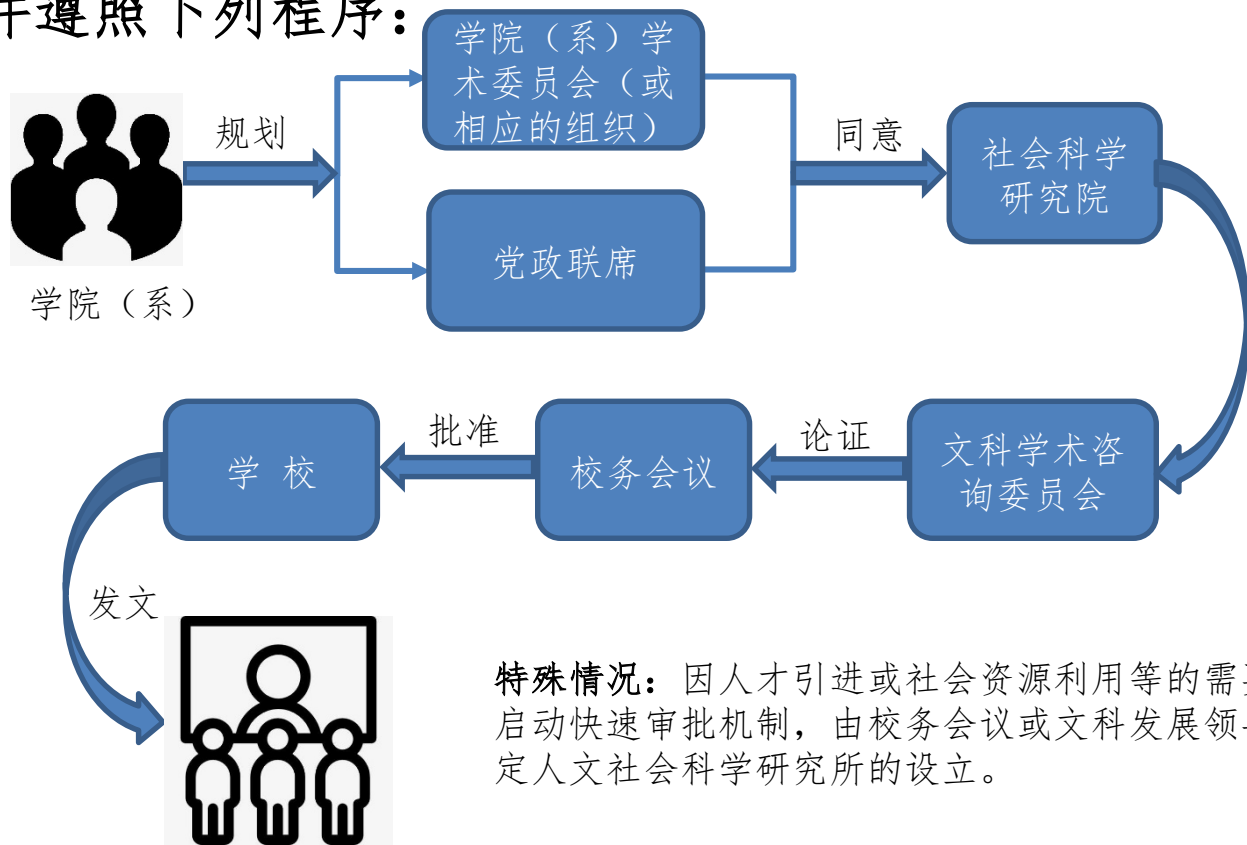 并遵照下列程序：
学院（系）学
术委员会（或
相应的组织）
规划
同意
社会科学
研究院
党政联席
学院（系）
批准
论证
学 校
校务会议
文科学术咨
询委员会
发文
特殊情况：因人才引进或社会资源利用等的需要
启动快速审批机制，由校务会议或文科发展领
定人文社会科学研究所的设立。